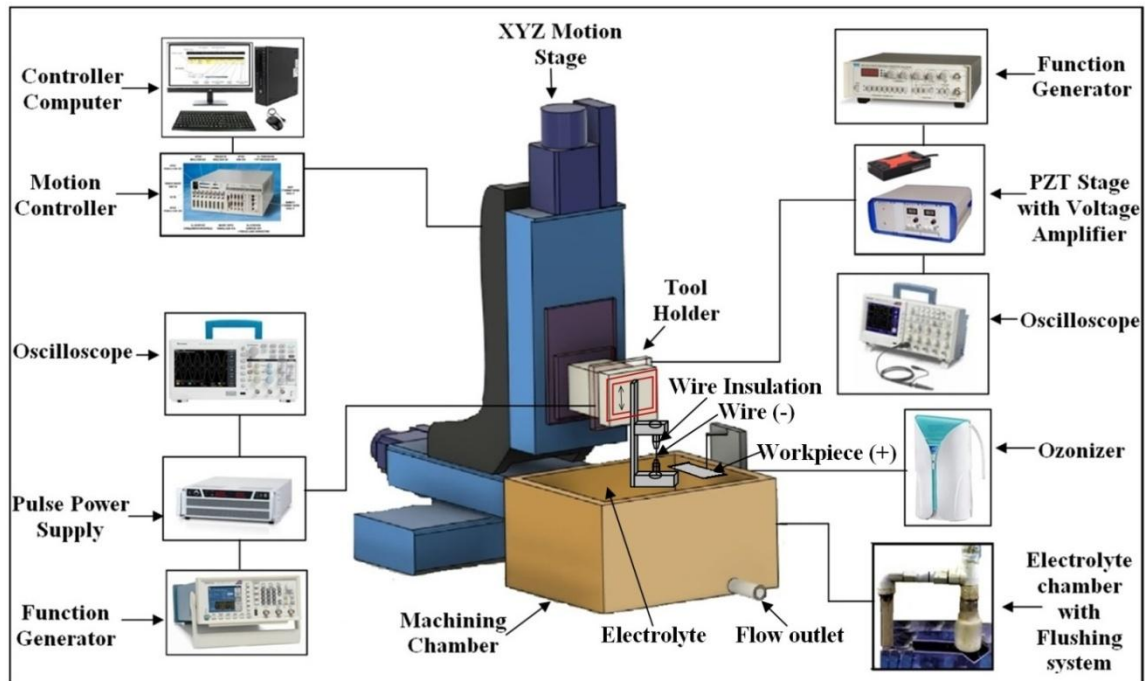 XYZ Motion
Stage
Controller
Computer
Motion
Controller
Oscilloscope
Pulse Power
Supply
Function
Generator
Tool
Holder
Wire Insulation
Wire (-)
Workpiece (+)
Machining
Chamber
Electrolyte
Flow outlet
Function
Generator
PZT Stage
with Voltage
Amplifier
Oscilloscope
Ozonizer
Electrolyte
chamber
with
Flushing
system